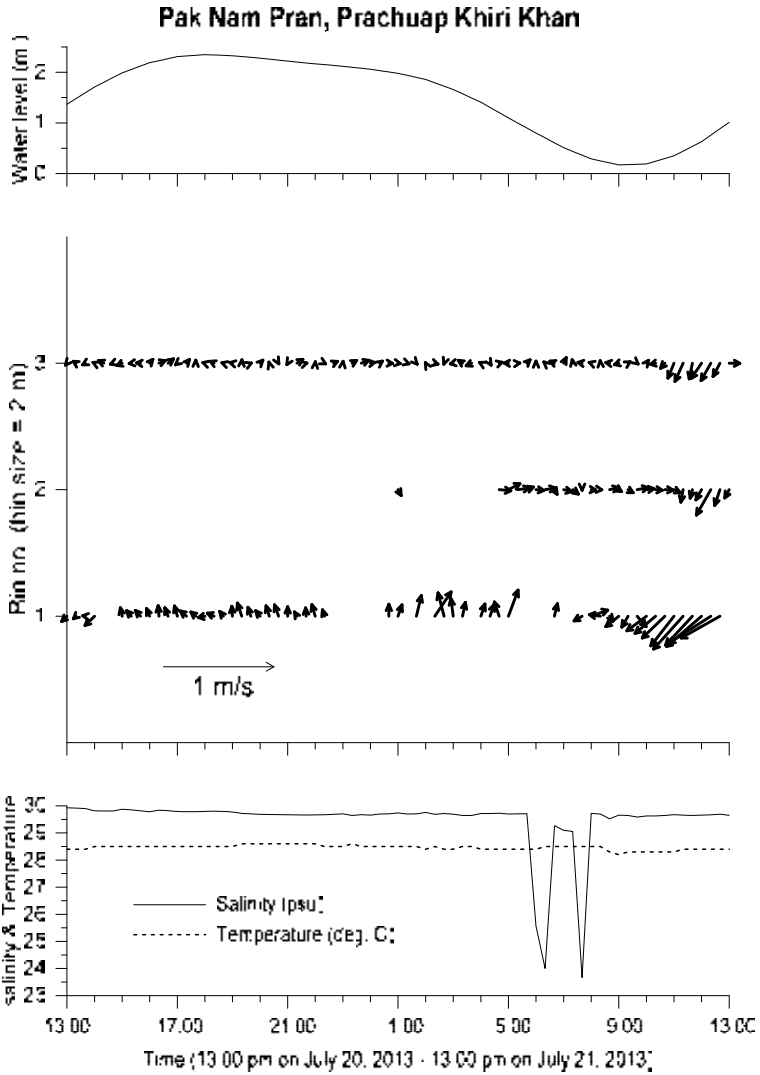 Pak Nam Pran, Prachuap Khiri Khan
Water level (m)
2
1
0
Bin no. (bin size = 2 m)
3
2
1
1 m/s
salinity & Temperature
30
29
28
27
26
25
24
23
Salinity (psu)
Temperature (deg. C)
13:00 17:00 21:00 1:00 5:00 9:00 13:00
Time (13:00 pm on July 20, 2013 - 13:00 pm on July 21, 2013)